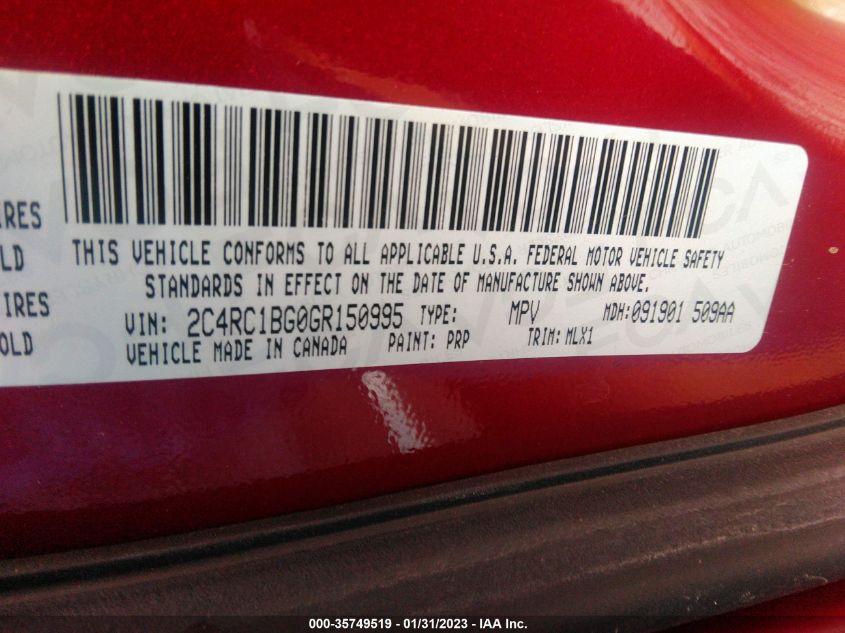 IRES
LD
IRES
OLD
THIS VEHICLE CONFORMS TO ALL APPLICABLE U.S.A. FEDERAL MOTOR VEHICLE SAFETY
STANDARDS IN EFFECT ON THE DATE OF MANUFACTURE SHOWN ABOVE.
VIN: 2C4RC1BG0GR150995 TYPE: MPV MDH:091901 509AA
VEHICLE MADE IN CANADA PAINT: PRP TRIM: MLX1
000-35749519 - 01/31/2023 - IAA Inc.